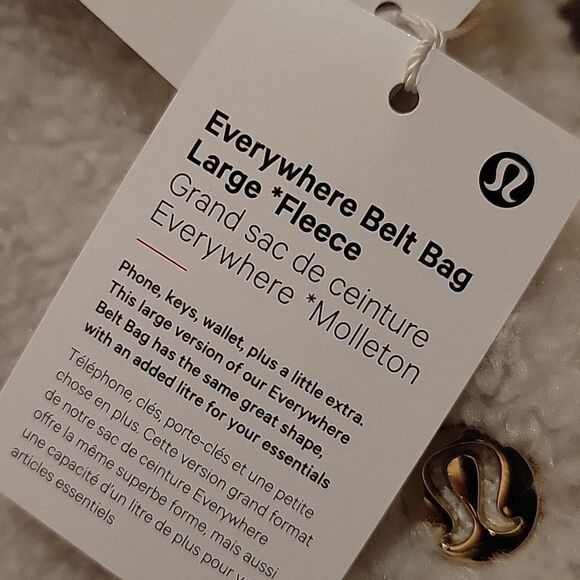 Everywhere Belt Bag
Large *Fleece
Grand sac de ceinture
Everywhere *Molleton
Phone, keys, wallet, plus a little extra.
This large version of our Everywhere
Belt Bag has the same great shape,
with an added litre for your essentials
Téléphone, clés, porte-clés et une petite
chose en plus. Cette version grand format
de notre sac de ceinture Everywhere
offre la même superbe forme, mais aussi
une capacité d'un litre de plus pour
articles essentiels